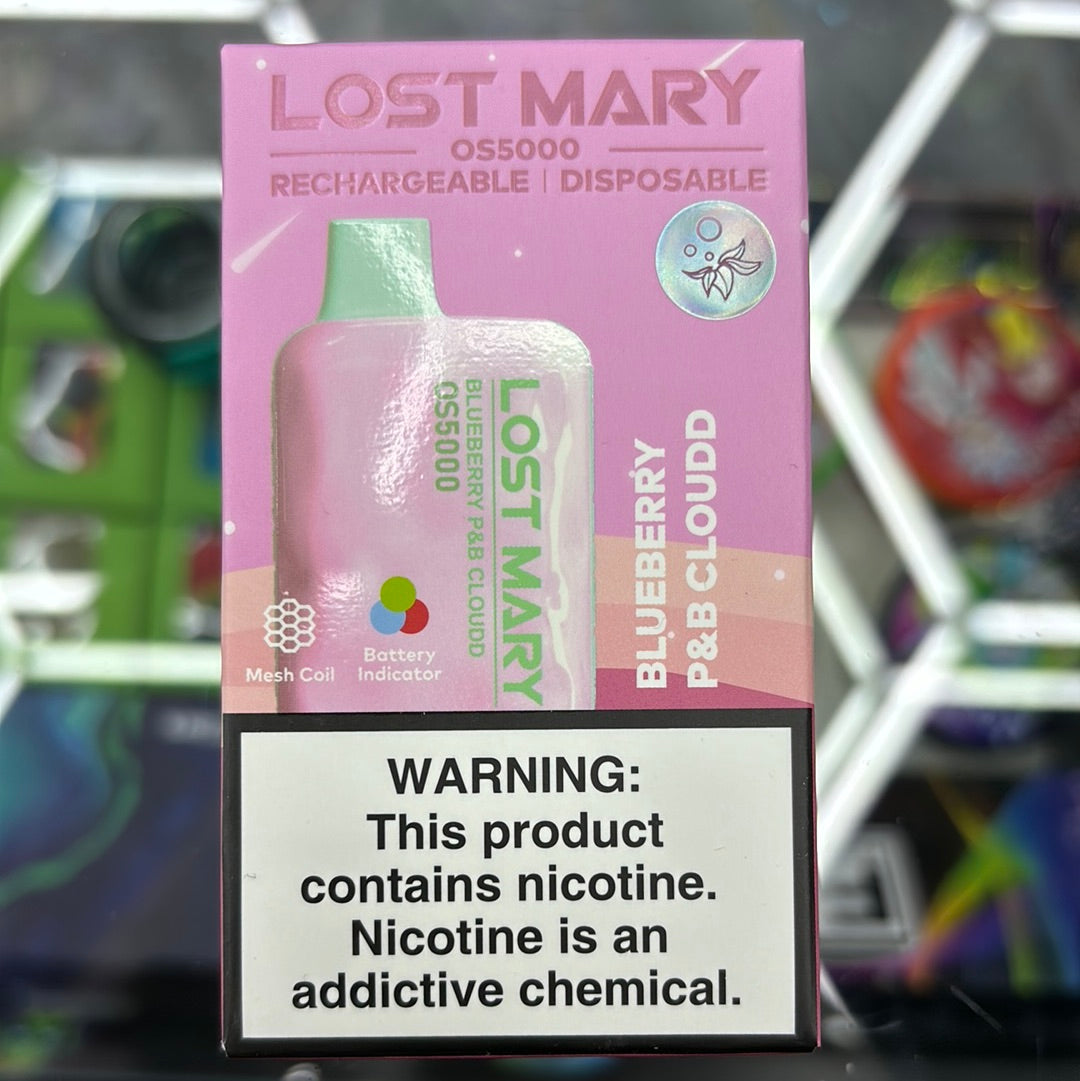 LOST MARY
OS5000
RECHARGEABLE | DISPOSABLE
LOST MARY
BLUEBERRY P&B CLOUDD
OS5000
BLUEBERRY
P&B CLOUDD
Mesh Coil
Battery
Indicator
WARNING:
This product
contains nicotine.
Nicotine is an
addictive chemical.